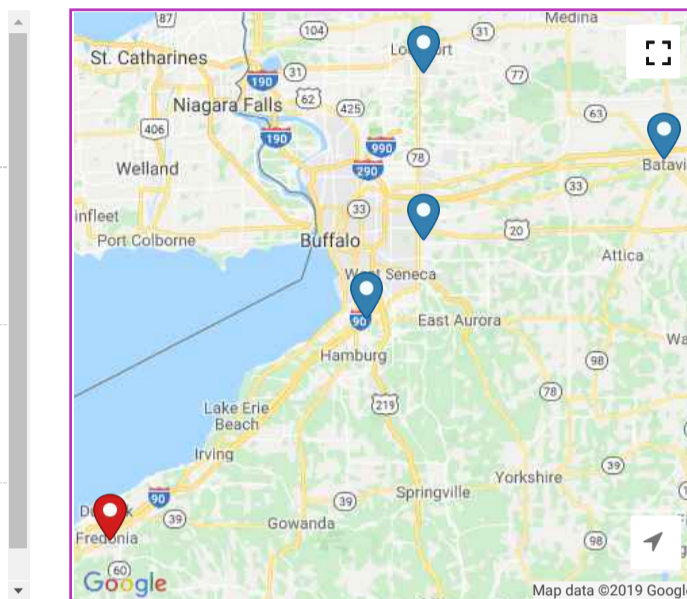 87
104
Medina
St. Catharines
31
31
190
77
62
Niagara Falls
425
63
406
190
990
78
290
Welland
33
33
infleet
Port Colborne
Buffalo
20
Attica
West Seneca
90
East Aurora
Hamburg
98
78
219
Lake Erie
Beach
Irving
39
Yorkshire
90
Springville
39
39
Gowanda
Fredonia
98
60
Google
Map data ©2019 Google